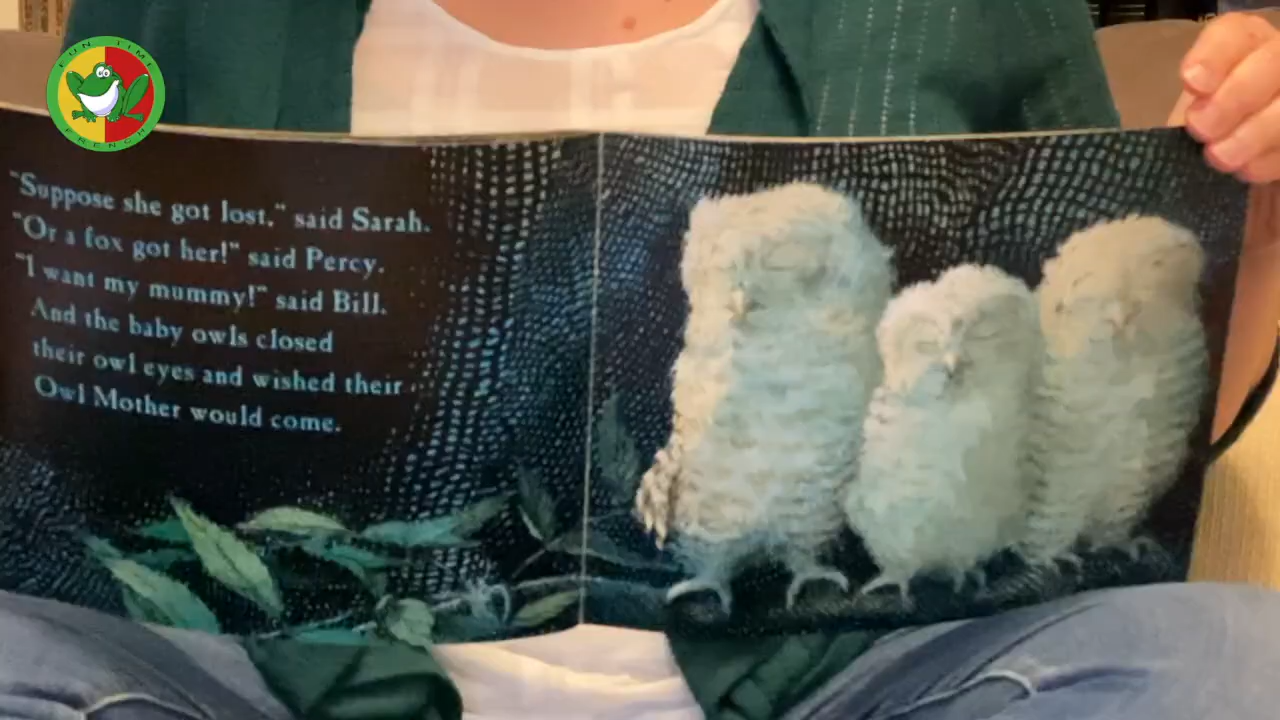 FUN TIME
FRENCH
"Suppose she got lost," said Sarah.
"Or a fox got her!" said Percy.
"I want my mummy!" said Bill.
And the baby owls closed
their owl eyes and wished their
Owl Mother would come.